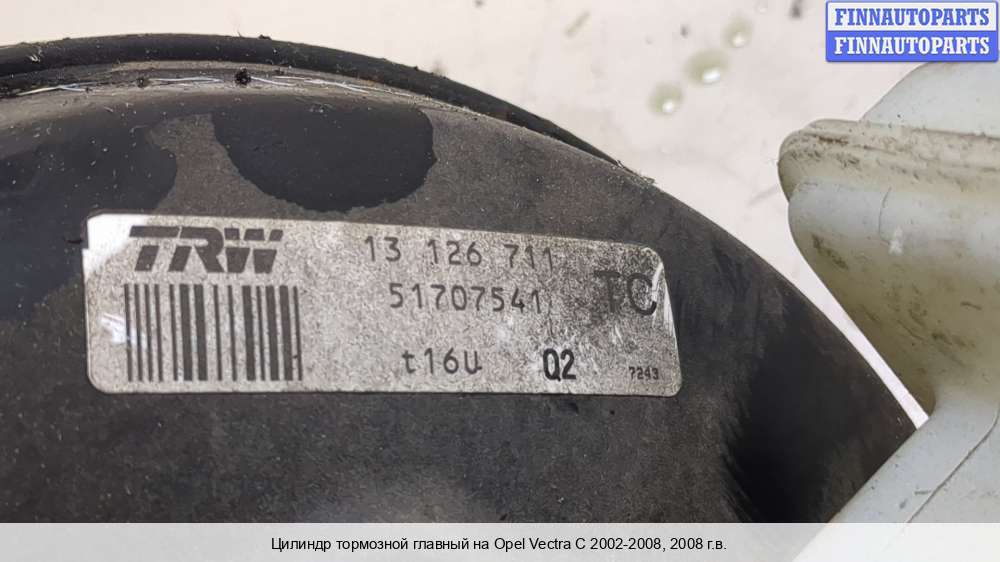 FINNAUTOPARTS
FINNAUTOPARTS
TRW
13 126 711
51707541
TC
t16u
Q2
7243
Цилиндр тормозной главный на Opel Vectra C 2002-2008, 2008 г.в.